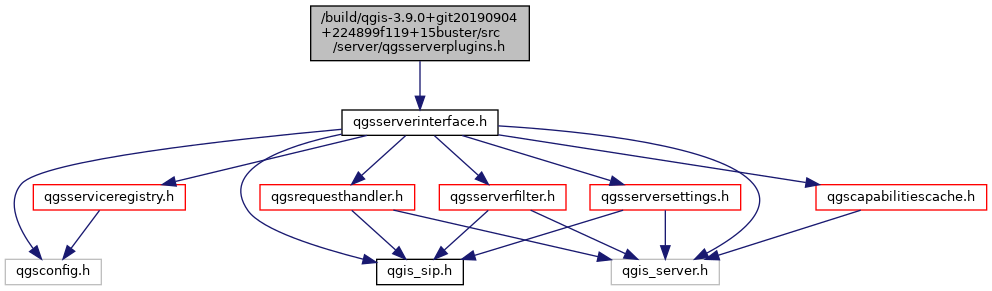 /build/qgis-3.9.0+git20190904
+224899f119+15buster/src
/server/qgsserverplugins.h
qgsserverinterface.h
qgsserviceregistry.h
qgsrequesthandler.h
qgsserverfilter.h
qgsserversettings.h
qgscapabilitiescache.h
qgsconfig.h
qgis_sip.h
qgis_server.h